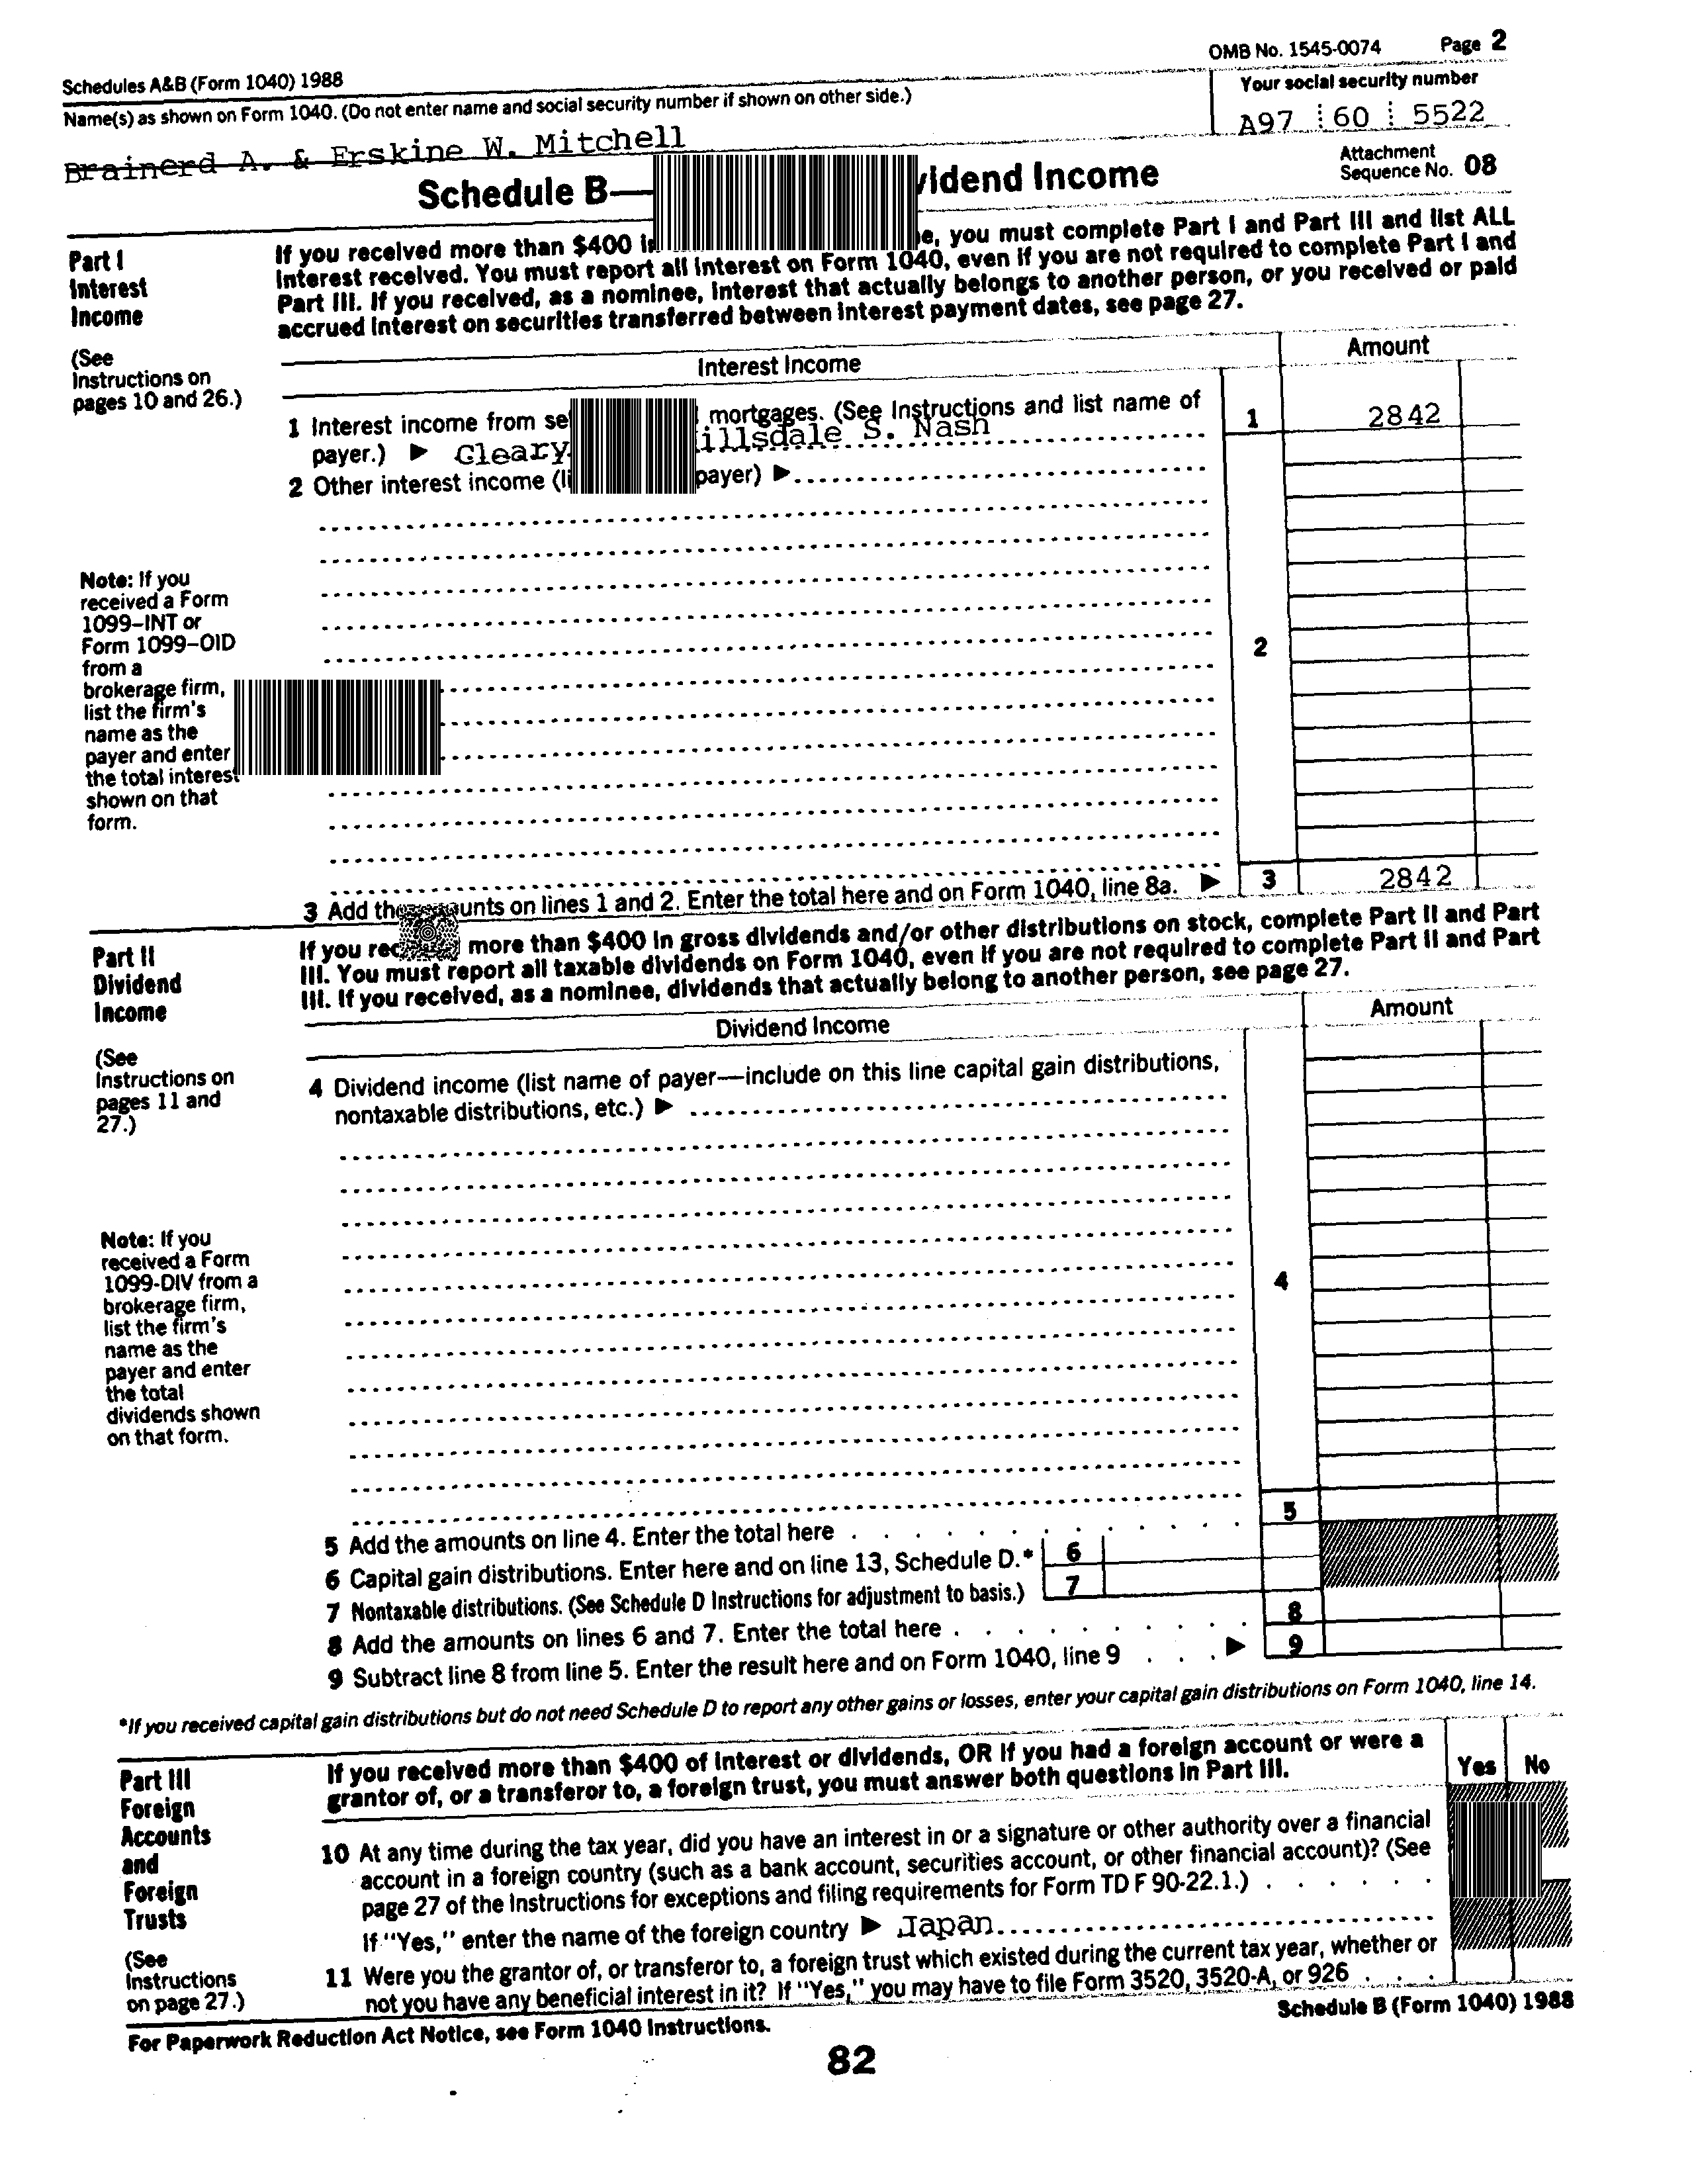 Schedules A&B (Form 1040) 1988
OMB No. 1545-0074 Page 2
Name(s) as shown on Form 1040. (Do not enter name and social security number if shown on other side.)
Your social security number
Brainerd A. & Erskine W. Mitchell
A97 60 5522
Schedule B— vidend Income
Attachment
Sequence No. 08
Part I
Interest
Income
(See
Instructions on
pages 10 and 26.)
If you received more than $400 in e, you must complete Part I and Part III and list ALL
interest received. You must report all interest on Form 1040, even if you are not required to complete Part I and
Part III. If you received, as a nominee, interest that actually belongs to another person, or you received or paid
accrued interest on securities transferred between interest payment dates, see page 27.
Interest Income
Amount
1 Interest income from se mortgages. (See Instructions and list name of
payer.) ▶ Cleary illsdale S. Nash
1 2842
2 Other interest income (li payer) ▶
Note: If you
received a Form
1099–INT or
Form 1099–OID
from a
brokerage firm,
list the firm's
name as the
payer and enter
the total interest
shown on that
form.
2
3 Add the unts on lines 1 and 2. Enter the total here and on Form 1040, line 8a. ▶ 3 2842
Part II
Dividend
Income
(See
Instructions on
pages 11 and
27.)
If you rec more than $400 in gross dividends and/or other distributions on stock, complete Part II and Part
III. You must report all taxable dividends on Form 1040, even if you are not required to complete Part II and Part
III. If you received, as a nominee, dividends that actually belong to another person, see page 27.
Dividend Income
Amount
4 Dividend income (list name of payer—include on this line capital gain distributions,
nontaxable distributions, etc.) ▶
Note: If you
received a Form
1099-DIV from a
brokerage firm,
list the firm's
name as the
payer and enter
the total
dividends shown
on that form.
4
5 Add the amounts on line 4. Enter the total here 5
6 Capital gain distributions. Enter here and on line 13, Schedule D.* 6
7 Nontaxable distributions. (See Schedule D Instructions for adjustment to basis.) 7
8 Add the amounts on lines 6 and 7. Enter the total here 8
9 Subtract line 8 from line 5. Enter the result here and on Form 1040, line 9 ▶ 9
*If you received capital gain distributions but do not need Schedule D to report any other gains or losses, enter your capital gain distributions on Form 1040, line 14.
Part III
Foreign
Accounts
and
Foreign
Trusts
(See
Instructions
on page 27.)
If you received more than $400 of interest or dividends, OR if you had a foreign account or were a
grantor of, or a transferor to, a foreign trust, you must answer both questions in Part III.
Yes No
10 At any time during the tax year, did you have an interest in or a signature or other authority over a financial
account in a foreign country (such as a bank account, securities account, or other financial account)? (See
page 27 of the Instructions for exceptions and filing requirements for Form TD F 90-22.1.)
If "Yes," enter the name of the foreign country ▶ Japan
11 Were you the grantor of, or transferor to, a foreign trust which existed during the current tax year, whether or
not you have any beneficial interest in it? If "Yes," you may have to file Form 3520, 3520-A, or 926
For Paperwork Reduction Act Notice, see Form 1040 Instructions.
Schedule B (Form 1040) 1988
82